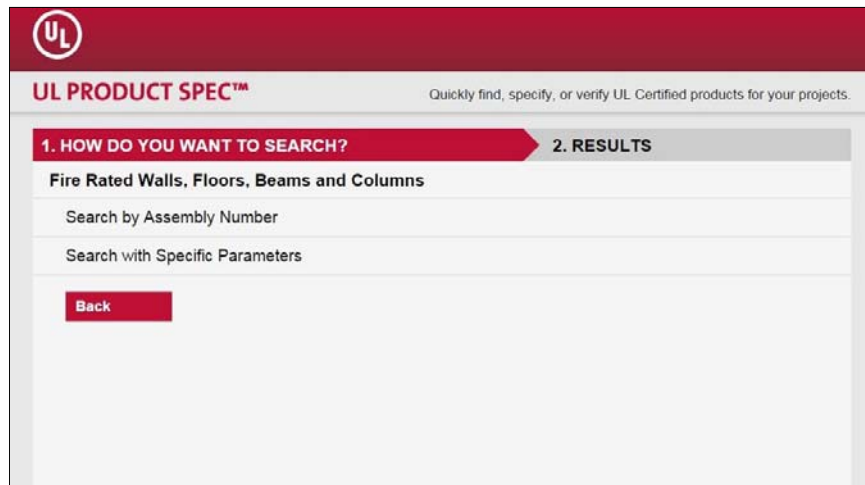 UL
UL PRODUCT SPEC™
Quickly find, specify, or verify UL Certified products for your projects.
1. HOW DO YOU WANT TO SEARCH?
2. RESULTS
Fire Rated Walls, Floors, Beams and Columns
Search by Assembly Number
Search with Specific Parameters
Back